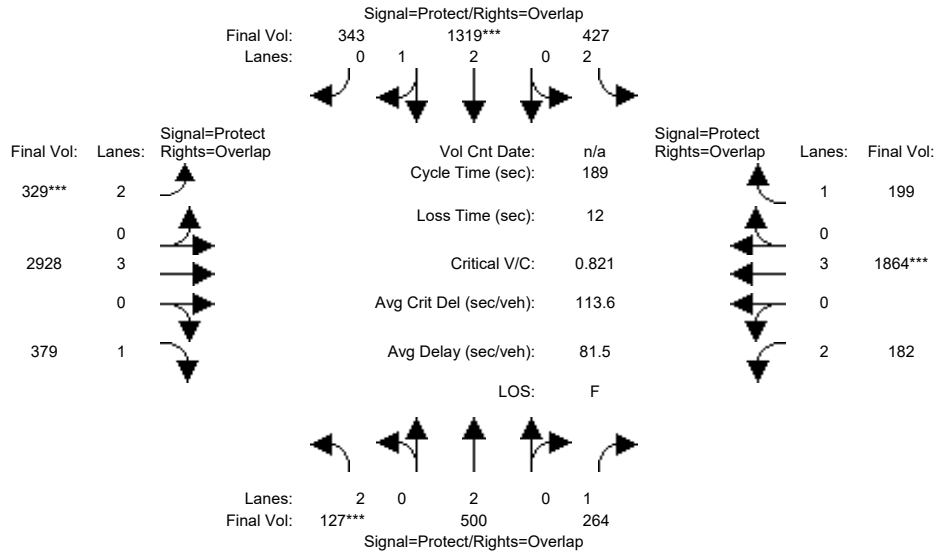 Signal=Protect/Rights=Overlap
Final Vol: 343 1319*** 427
Lanes: 0 1 2 0 2
Signal=Protect Signal=Protect
Final Vol: Lanes: Rights=Overlap Vol Cnt Date: n/a Rights=Overlap Lanes: Final Vol:
Cycle Time (sec): 189
329*** 2 1 199
Loss Time (sec): 12
0 0
2928 3 Critical V/C: 0.821 3 1864***
0 Avg Crit Del (sec/veh): 113.6 0
379 1 Avg Delay (sec/veh): 81.5 2 182
LOS: F
Lanes: 2 0 2 0 1
Final Vol: 127*** 500 264
Signal=Protect/Rights=Overlap